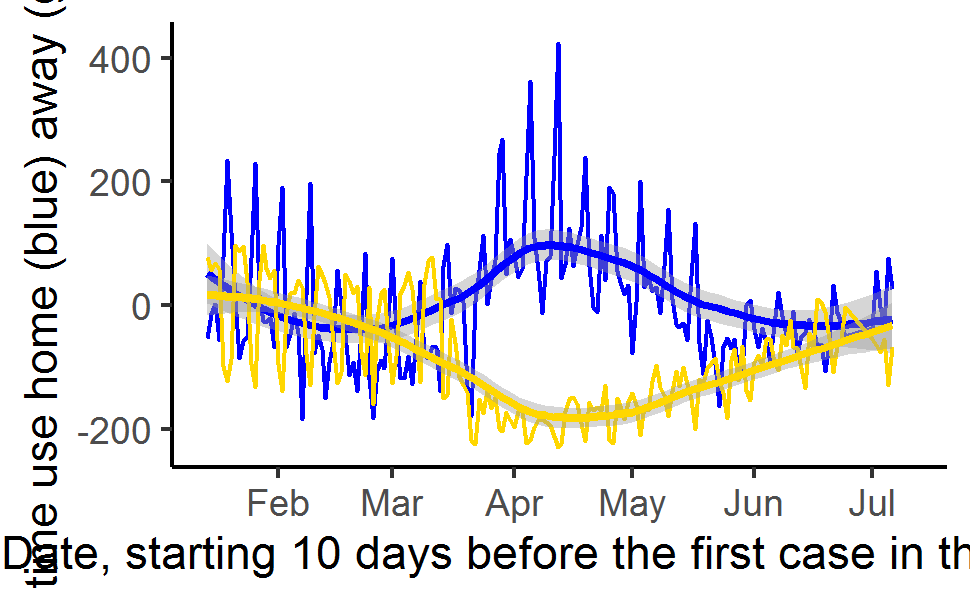 time use home (blue) away (
400
200
0
-200
Feb Mar Apr May Jun Jul
Date, starting 10 days before the first case in th